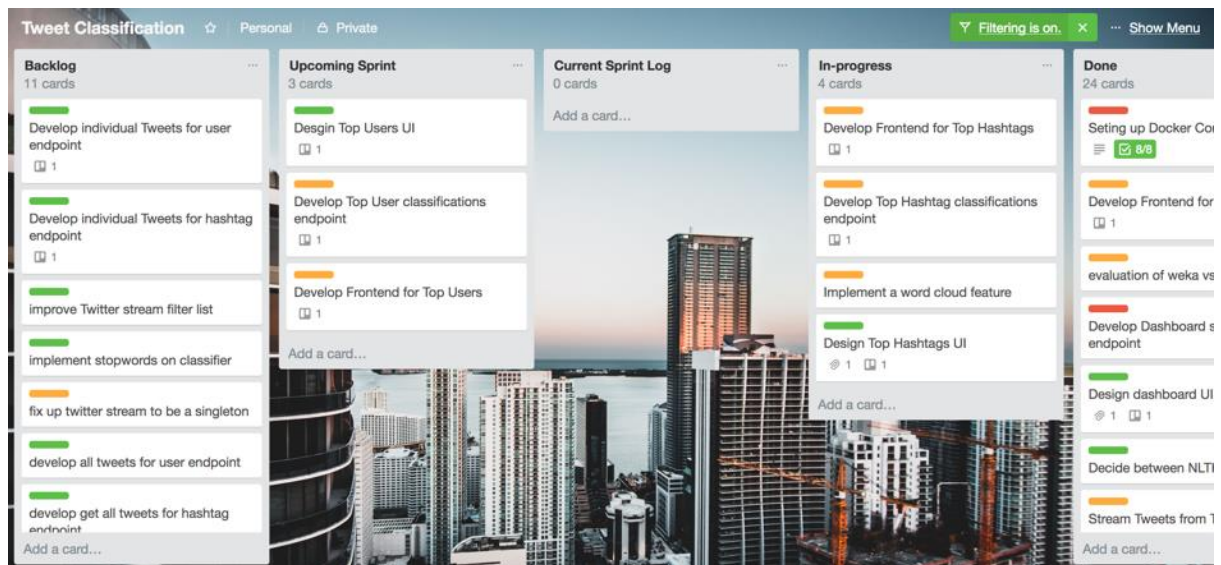 Tweet Classification Personal Private Filtering is on. × ... Show Menu
Backlog ...
11 cards
Develop individual Tweets for user
endpoint
1
Develop individual Tweets for hashtag
endpoint
1
improve Twitter stream filter list
implement stopwords on classifier
fix up twitter stream to be a singleton
develop all tweets for user endpoint
develop get all tweets for hashtag
endpoint
Add a card...
Upcoming Sprint ...
3 cards
Desgin Top Users UI
1
Develop Top User classifications
endpoint
1
Develop Frontend for Top Users
1
Add a card...
Current Sprint Log ...
0 cards
Add a card...
In-progress ...
4 cards
Develop Frontend for Top Hashtags
1
Develop Top Hashtag classifications
endpoint
1
Implement a word cloud feature
Design Top Hashtags UI
1 1
Add a card...
Done
24 cards
Seting up Docker Co
8/8
Develop Frontend for
1
evaluation of weka vs
Develop Dashboard s
endpoint
Design dashboard UI
1 1
Decide between NLT
Stream Tweets from T
Add a card...